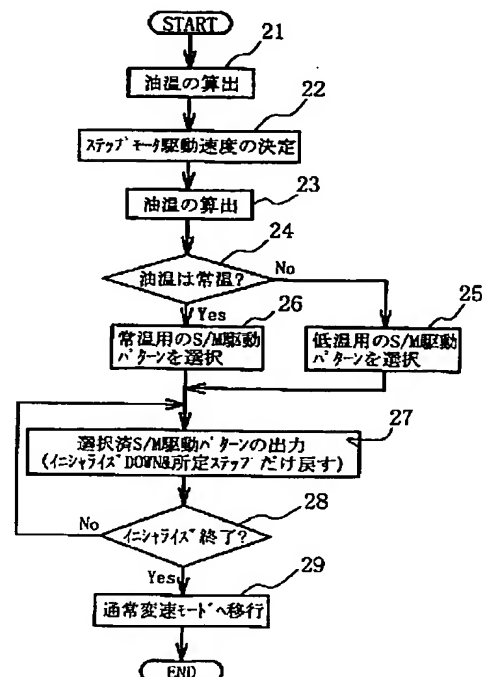 START
21
油温の算出
22
ステップモータ駆動速度の決定
23
油温の算出
24
油温は常温?
No
Yes
26
25
常温用のS/M駆動
パターンを選択
低温用のS/M駆動
パターンを選択
27
選択済S/M駆動パターンの出力
(イニシャライズDOWN&所定ステップだけ戻す)
28
No
イニシャライズ終了?
Yes
29
通常変速モードへ移行
END